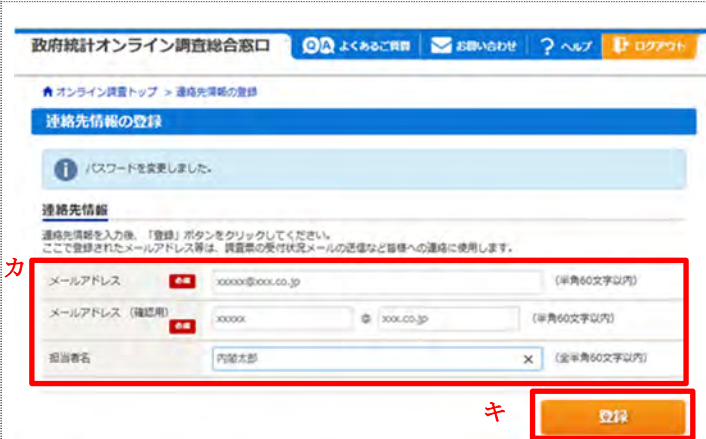 政府統計オンライン調査総合窓口 QA よくあるご質問 お問い合わせ ? ヘルプ ログアウト
オンライン調査トップ > 連絡先情報の登録
連絡先情報の登録
i パスワードを変更しました。
連絡先情報
連絡先情報を入力後、「登録」ボタンをクリックしてください。
ここで登録されたメールアドレス等は、調査票の受付状況メールの送信など皆様への連絡に使用します。
カ
メールアドレス 必須 xxxxx@xxx.co.jp (半角60文字以内)
メールアドレス (確認用) 必須 xxxxx @ xxx.co.jp (半角60文字以内)
担当者名 内閣太郎 × (全半角60文字以内)
キ 登録